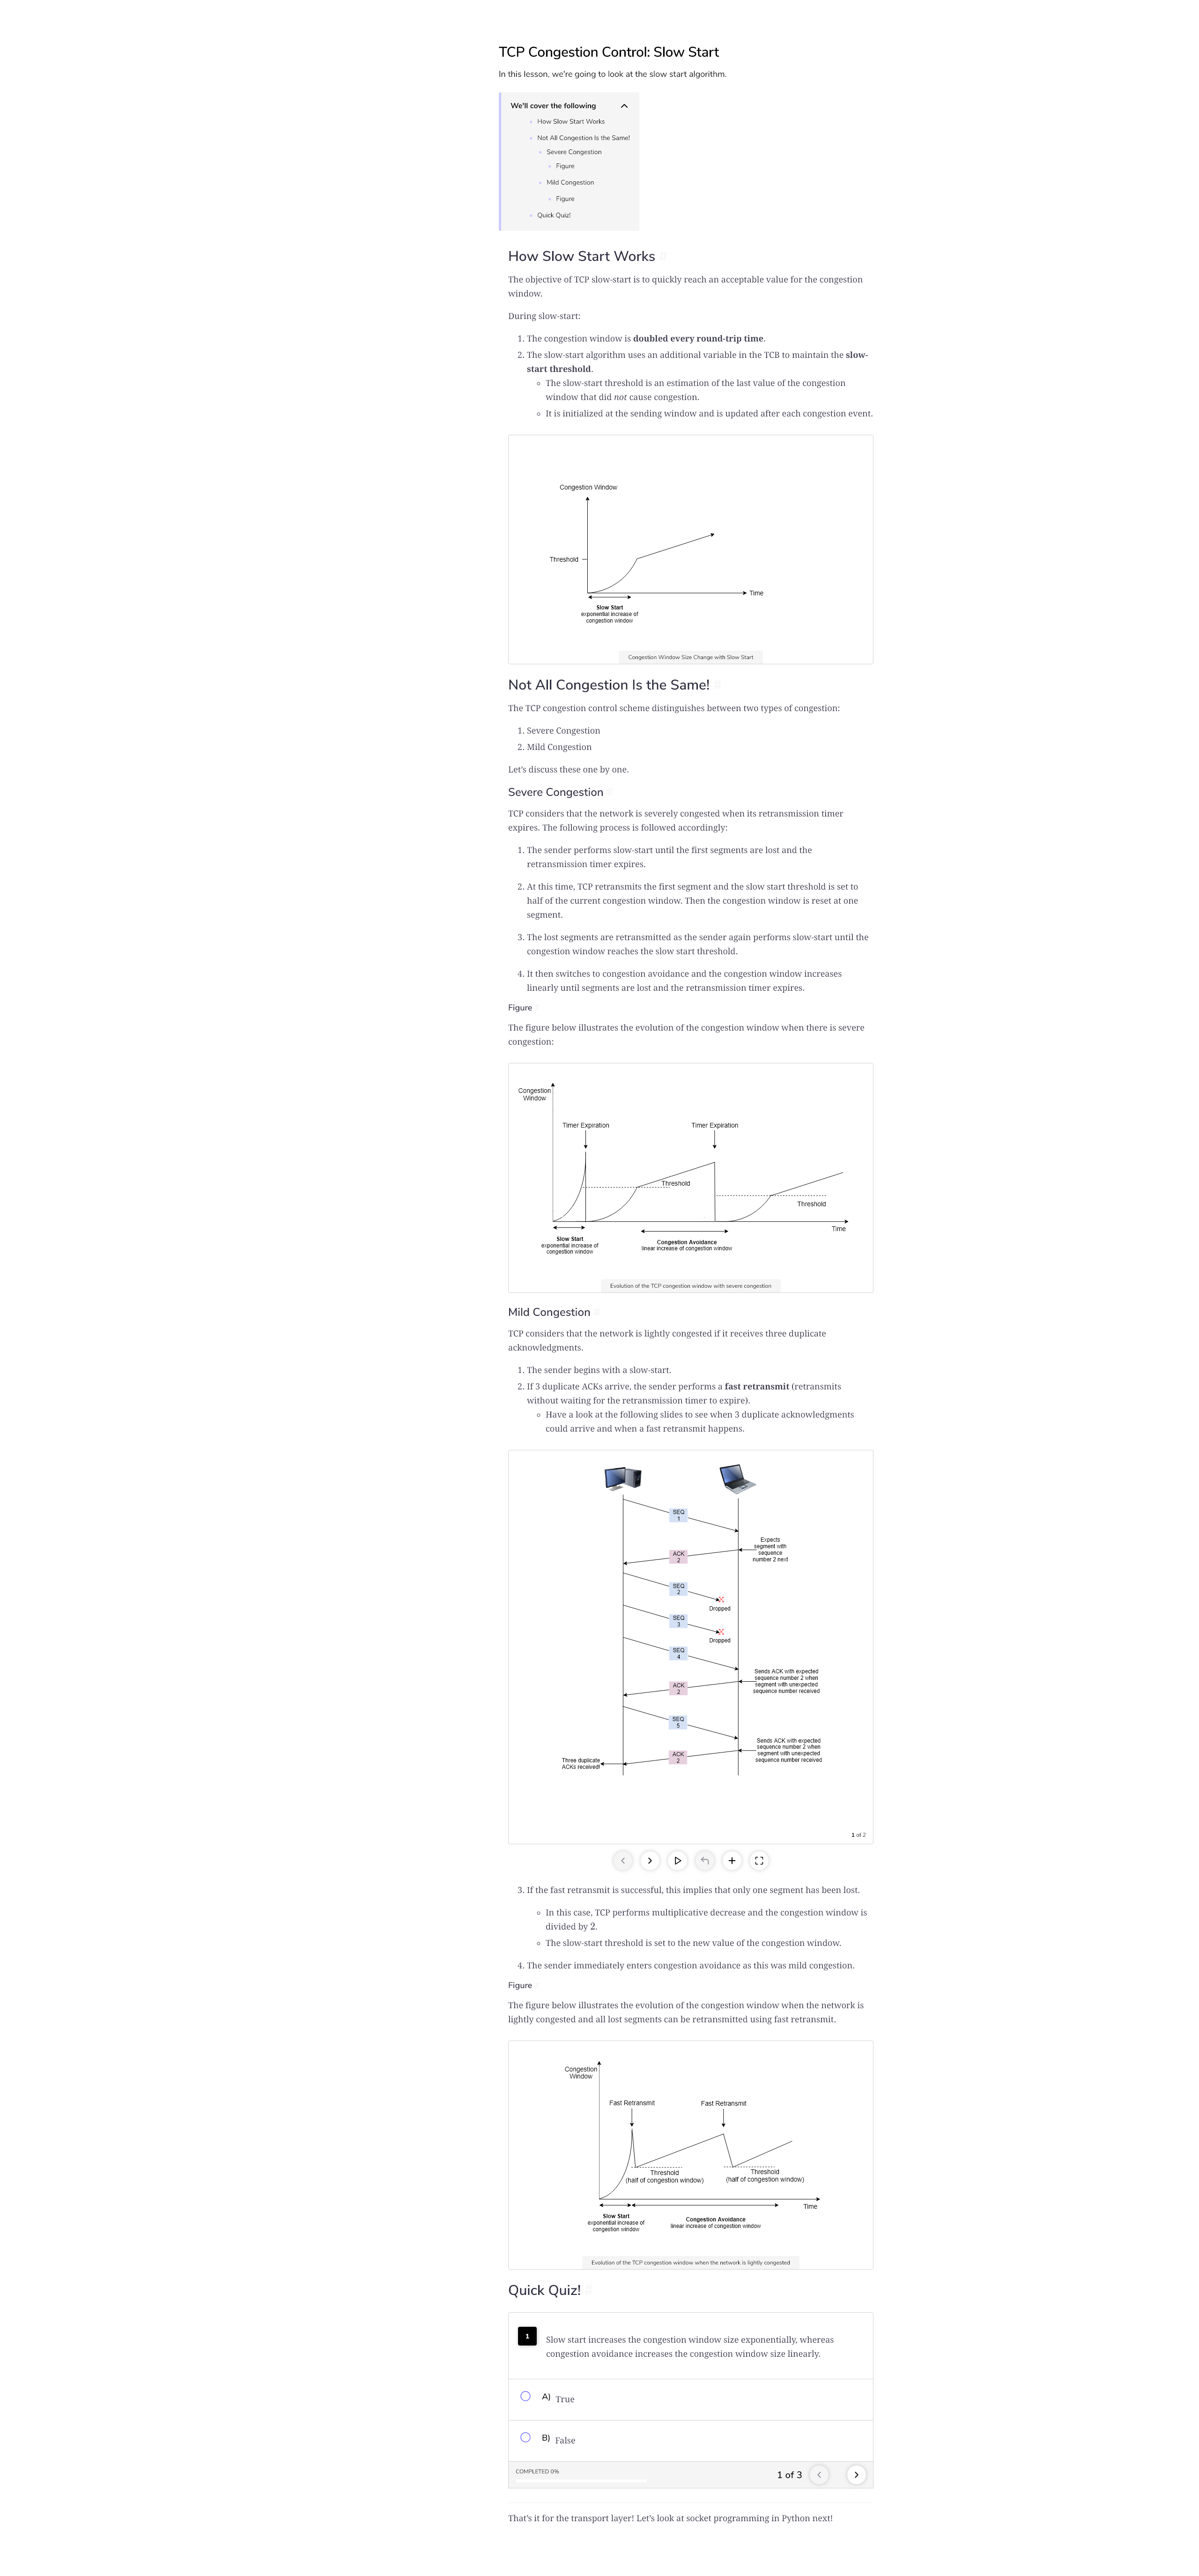 TCP Congestion Control: Slow Start
In this lesson, we're going to look at the slow start algorithm.
We'll cover the following
How Slow Start Works
Not All Congestion Is the Same!
Severe Congestion
Figure
Mild Congestion
Figure
Quick Quiz!
How Slow Start Works
The objective of TCP slow-start is to quickly reach an acceptable value for the congestion
window.
During slow-start:
1. The congestion window is doubled every round-trip time.
2. The slow-start algorithm uses an additional variable in the TCB to maintain the slow-
start threshold.
The slow-start threshold is an estimation of the last value of the congestion
window that did not cause congestion.
It is initialized at the sending window and is updated after each congestion event.
Congestion Window
Threshold
Time
Slow Start
exponential increase of
congestion window
Congestion Window Size Change with Slow Start
Not All Congestion Is the Same!
The TCP congestion control scheme distinguishes between two types of congestion:
1. Severe Congestion
2. Mild Congestion
Let's discuss these one by one.
Severe Congestion
TCP considers that the network is severely congested when its retransmission timer
expires. The following process is followed accordingly:
1. The sender performs slow-start until the first segments are lost and the
retransmission timer expires.
2. At this time, TCP retransmits the first segment and the slow start threshold is set to
half of the current congestion window. Then the congestion window is reset at one
segment.
3. The lost segments are retransmitted as the sender again performs slow-start until the
congestion window reaches the slow start threshold.
4. It then switches to congestion avoidance and the congestion window increases
linearly until segments are lost and the retransmission timer expires.
Figure
The figure below illustrates the evolution of the congestion window when there is severe
congestion:
Congestion
Window
Timer Expiration
Timer Expiration
Threshold
Threshold
Time
Slow Start
exponential increase of
congestion window
Congestion Avoidance
linear increase of congestion window
Evolution of the TCP congestion window with severe congestion
Mild Congestion
TCP considers that the network is lightly congested if it receives three duplicate
acknowledgments.
1. The sender begins with a slow-start.
2. If 3 duplicate ACKs arrive, the sender performs a fast retransmit (retransmits
without waiting for the retransmission timer to expire).
Have a look at the following slides to see when 3 duplicate acknowledgments
could arrive and when a fast retransmit happens.
SEQ
1
Expects
segment with
sequence
number 2 next
ACK
2
SEQ
2
Dropped
SEQ
3
Dropped
SEQ
4
Sends ACK with expected
sequence number 2 when
segment with unexpected
sequence number received
ACK
2
SEQ
5
Sends ACK with expected
sequence number 2 when
segment with unexpected
sequence number received
ACK
2
Three duplicate
ACKs received!
1 of 2
3. If the fast retransmit is successful, this implies that only one segment has been lost.
In this case, TCP performs multiplicative decrease and the congestion window is
divided by 2.
The slow-start threshold is set to the new value of the congestion window.
4. The sender immediately enters congestion avoidance as this was mild congestion.
Figure
The figure below illustrates the evolution of the congestion window when the network is
lightly congested and all lost segments can be retransmitted using fast retransmit.
Congestion
Window
Fast Retransmit
Fast Retransmit
Threshold
(half of congestion window)
Threshold
(half of congestion window)
Time
Slow Start
exponential increase of
congestion window
Congestion Avoidance
linear increase of congestion window
Evolution of the TCP congestion window when the network is lightly congested
Quick Quiz!
1
Slow start increases the congestion window size exponentially, whereas
congestion avoidance increases the congestion window size linearly.
A) True
B) False
COMPLETED 0%
1 of 3
That's it for the transport layer! Let's look at socket programming in Python next!